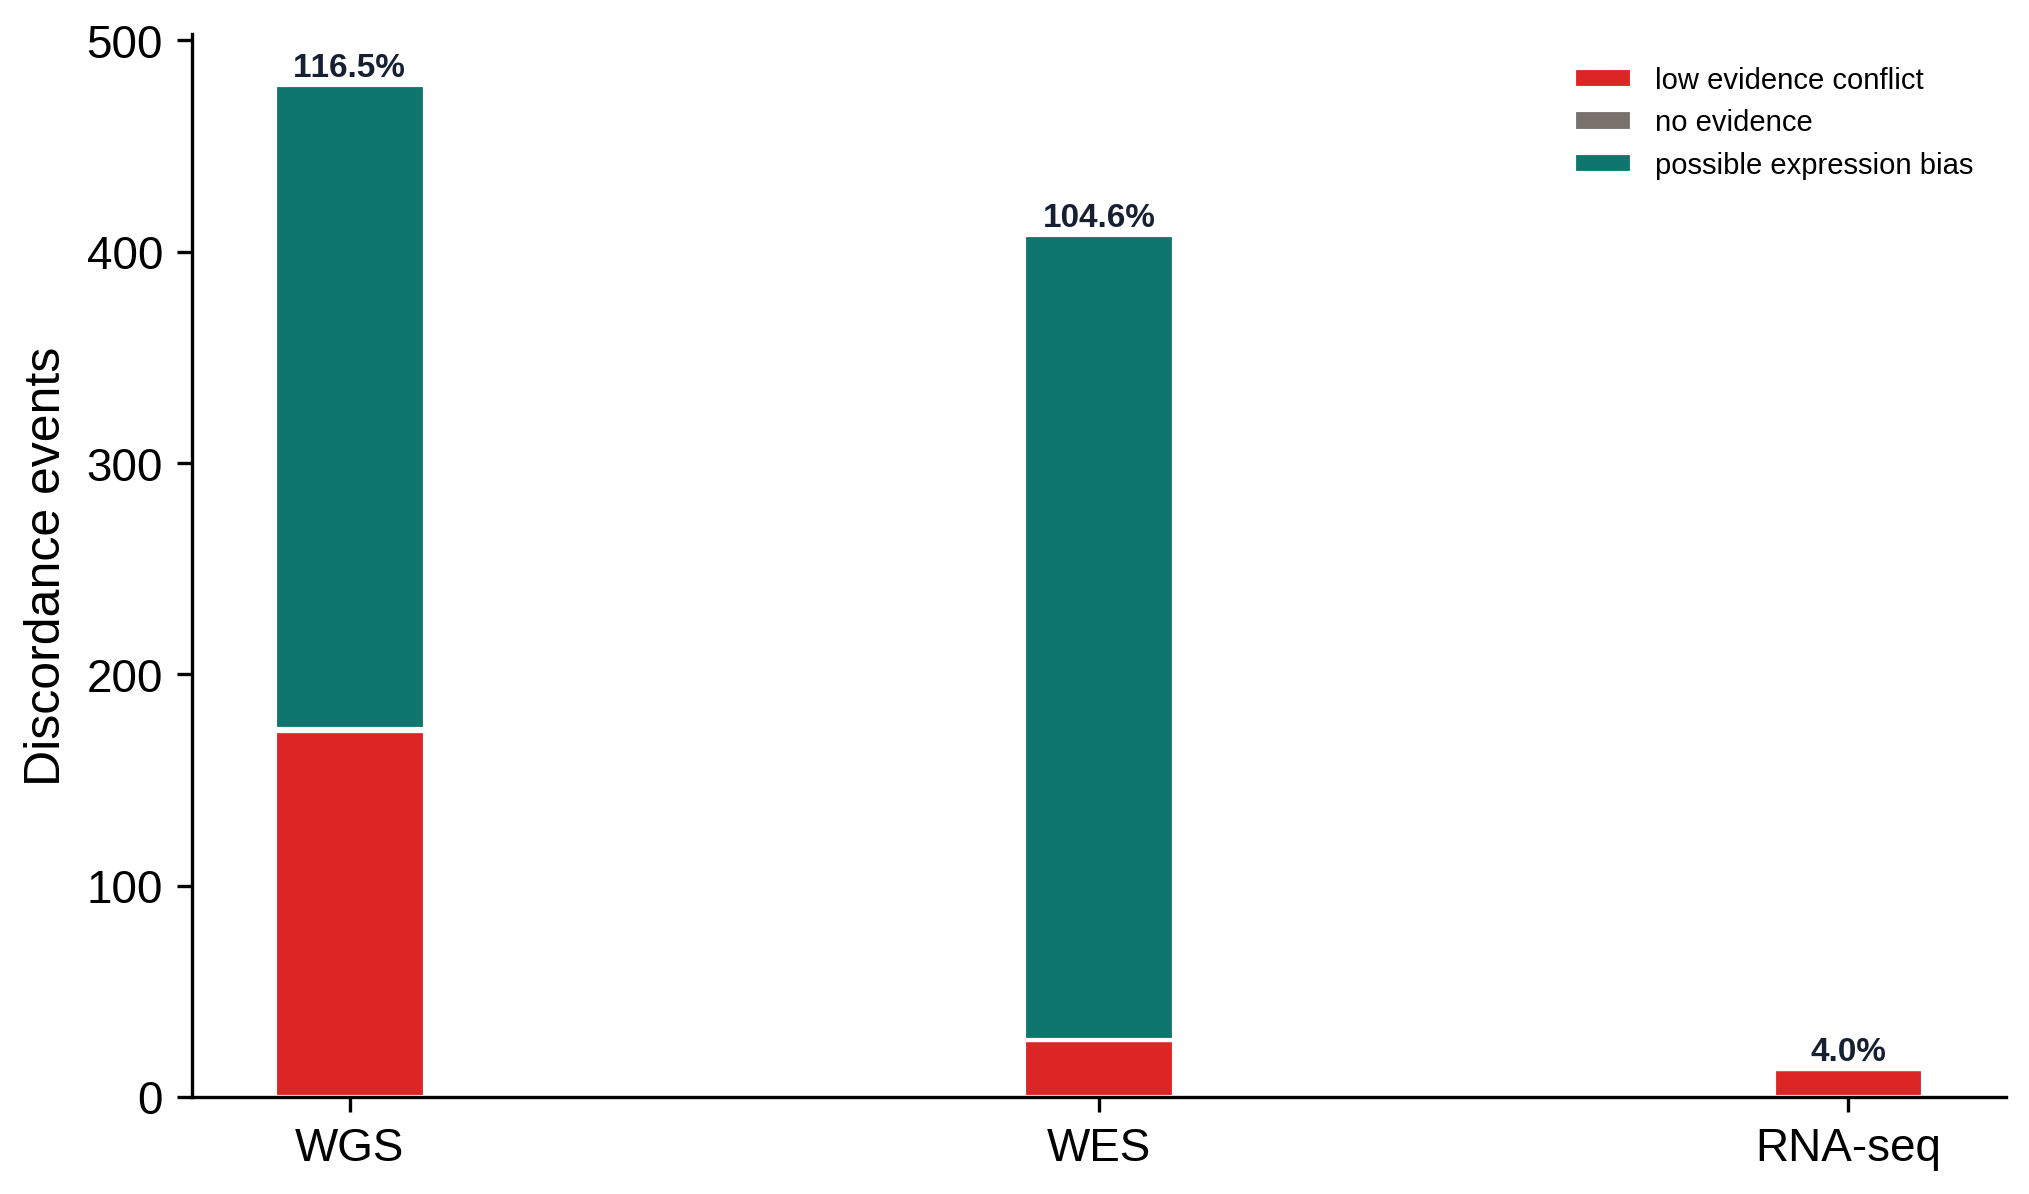 500
400
300
200
100
0
Discordance events
116.5%
104.6%
4.0%
low evidence conflict
no evidence
possible expression bias
WGS
WES
RNA-seq